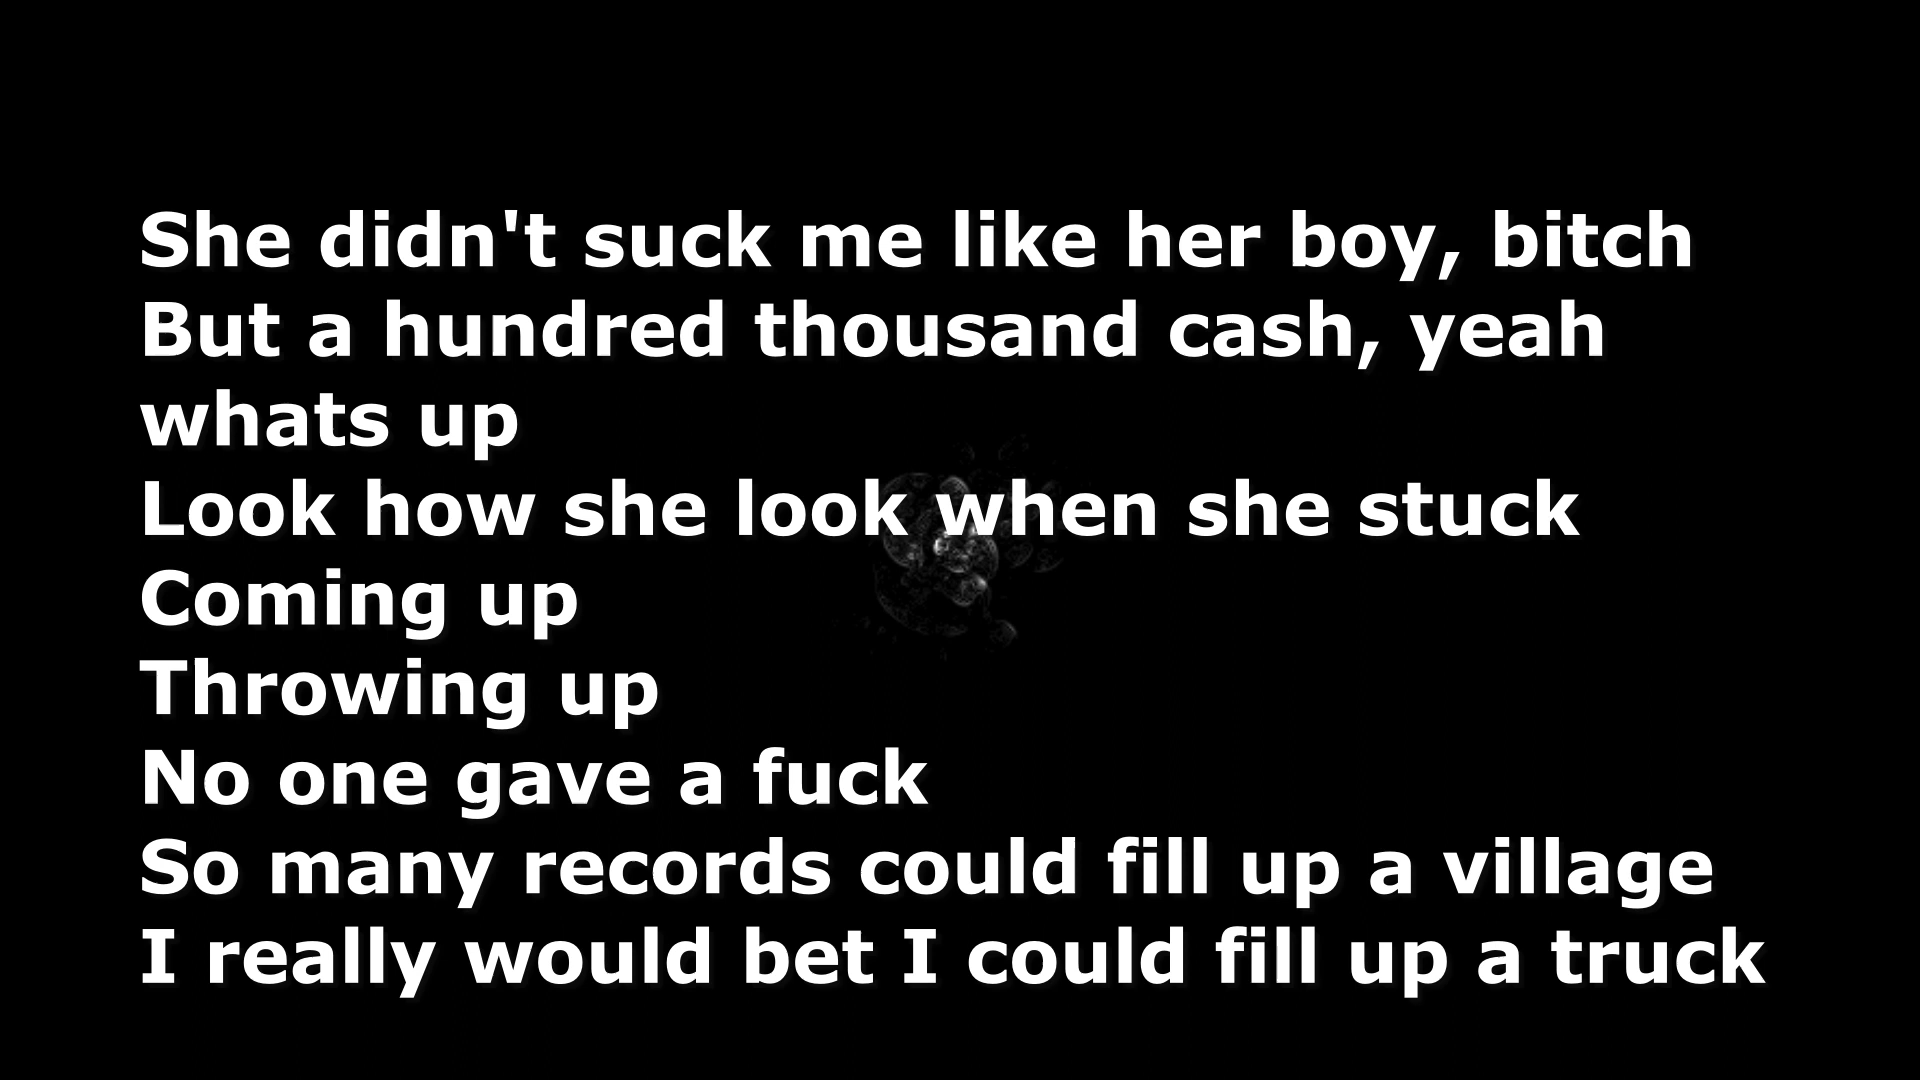 She didn't suck me like her boy, bitch
But a hundred thousand cash, yeah
whats up
Look how she look when she stuck
Coming up
Throwing up
No one gave a fuck
So many records could fill up a village
I really would bet I could fill up a truck